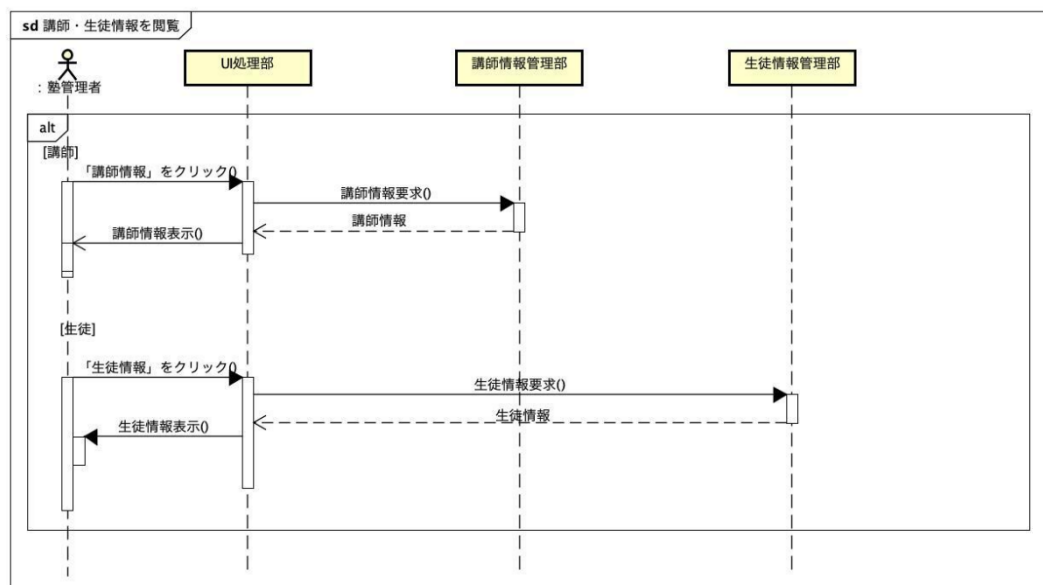 sd 講師・生徒情報を閲覧
UI処理部
講師情報管理部
生徒情報管理部
: 塾管理者
alt
[講師]
「講師情報」をクリック()
講師情報要求()
講師情報
講師情報表示()
[生徒]
「生徒情報」をクリック()
生徒情報要求()
生徒情報
生徒情報表示()